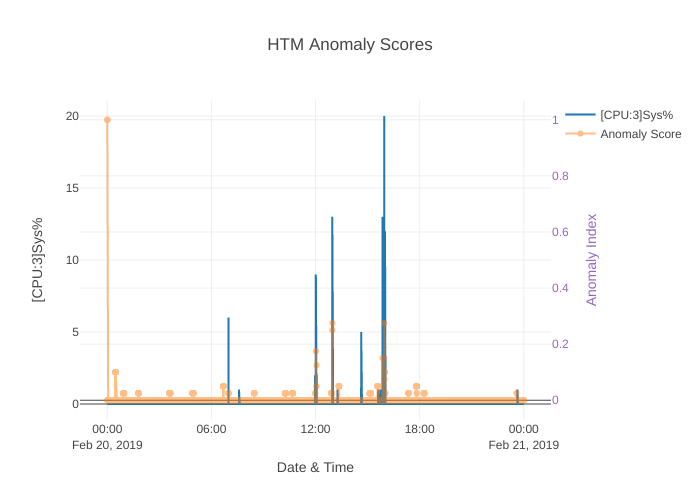 HTM Anomaly Scores
[CPU:3]Sys%
Anomaly Score
20
15
10
5
0
[CPU:3]Sys%
1
0.8
0.6
0.4
0.2
0
Anomaly Index
00:00
Feb 20, 2019
06:00
12:00
18:00
00:00
Feb 21, 2019
Date & Time